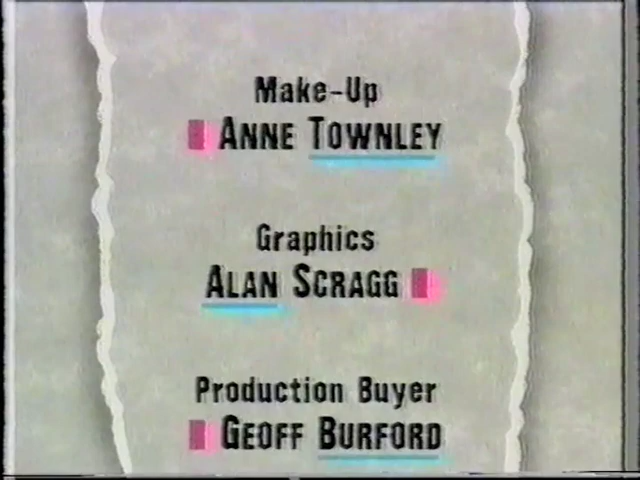 Make-Up
ANNE TOWNLEY
Graphics
ALAN SCRAGG
Production Buyer
GEOFF BURFORD